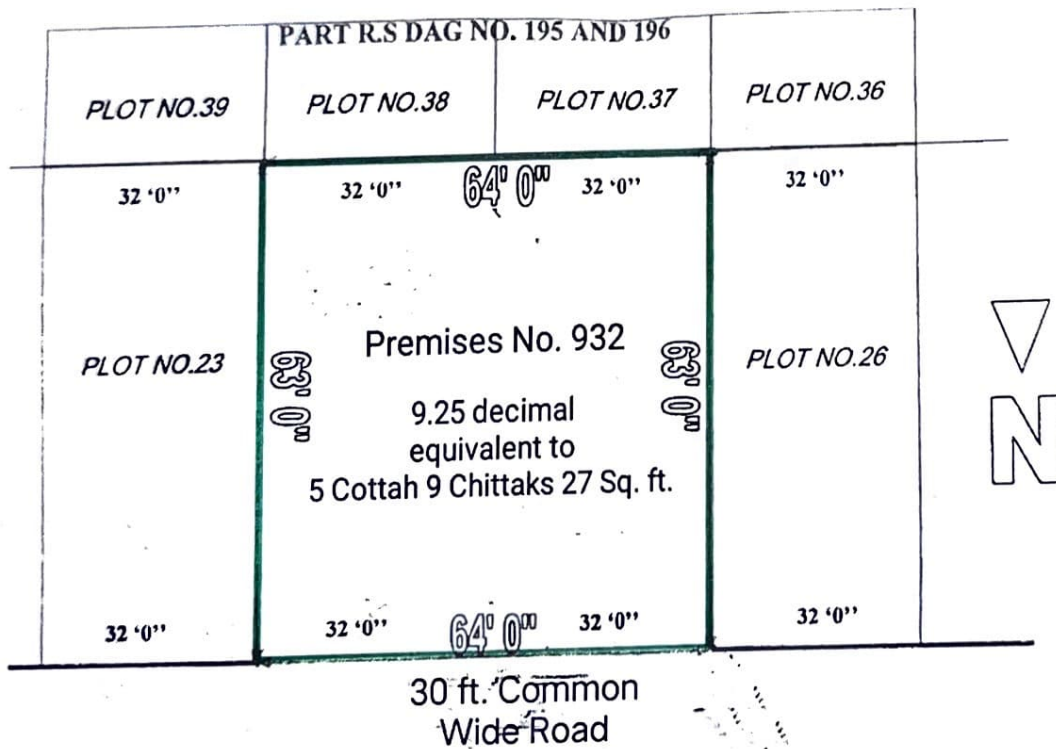 PART R.S DAG NO. 195 AND 196
PLOT NO.39
PLOT NO.38
PLOT NO.37
PLOT NO.36
32 ‘0’’
32 ‘0’’
64' 0"
32 ‘0’’
32 ‘0’’
PLOT NO.23
63' 0"
Premises No. 932
63' 0"
PLOT NO.26
9.25 decimal
equivalent to
5 Cottah 9 Chittaks 27 Sq. ft.
N
32 ‘0’’
32 ‘0’’
64' 0"
32 ‘0’’
32 ‘0’’
30 ft. Common
Wide Road